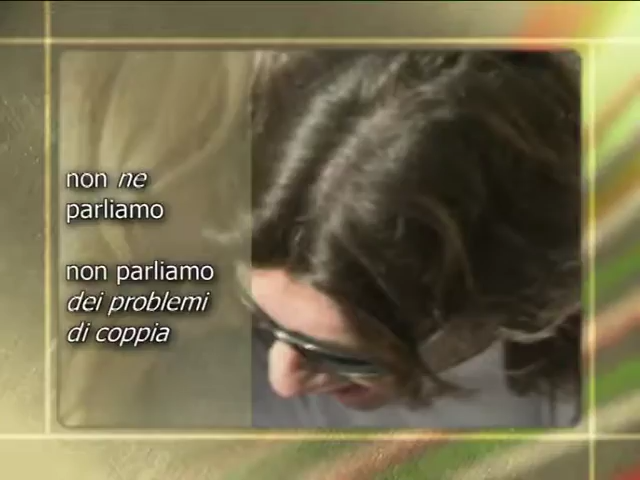 non ne
parliamo
non parliamo
dei problemi
di coppia